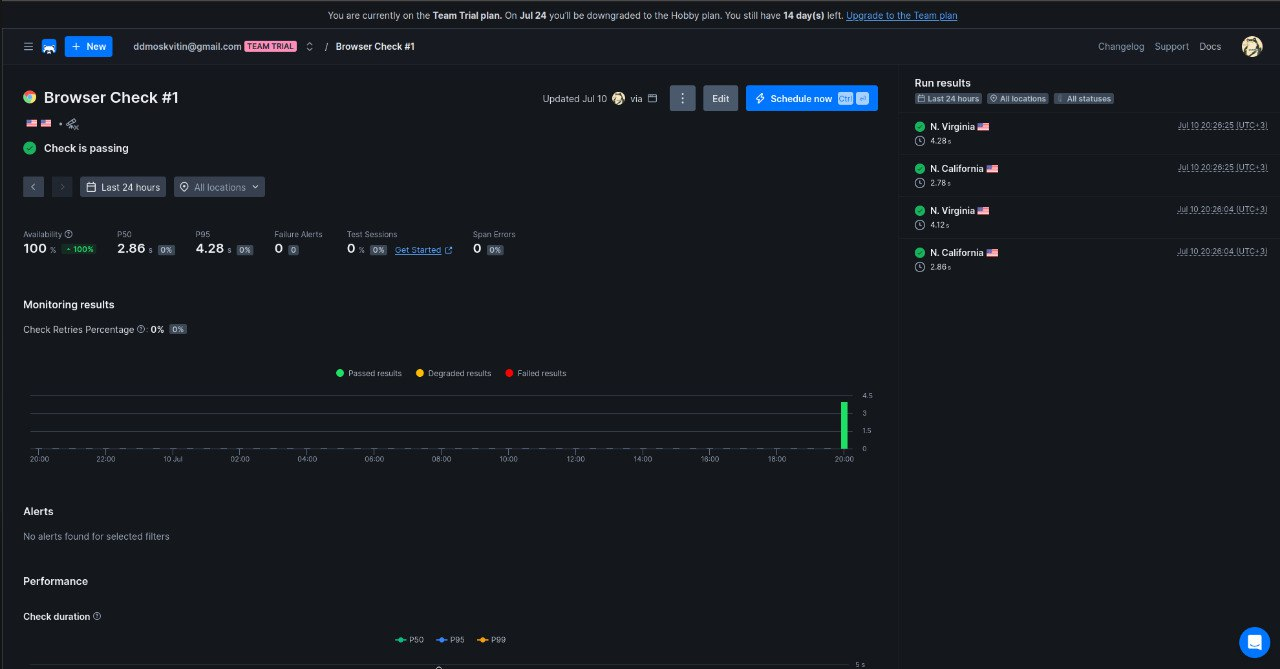 You are currently on the Team Trial plan. On Jul 24 you'll be downgraded to the Hobby plan. You still have 14 day(s) left. Upgrade to the Team plan
+ New ddmoskvitin@gmail.com TEAM TRIAL / Browser Check #1 Changelog Support Docs
Browser Check #1 Updated Jul 10 via Edit Schedule now Ctrl
Check is passing
Last 24 hours All locations
Availability P50 P95 Failure Alerts Test Sessions Span Errors
100 % 100% 2.86 s 0% 4.28 s 0% 0 0 0 % 0% Get Started 0 0%
Monitoring results
Check Retries Percentage : 0% 0%
Passed results Degraded results Failed results
4.5
3
1.5
0
20:00 22:00 10 Jul 02:00 04:00 06:00 08:00 10:00 12:00 14:00 16:00 18:00 20:00
Alerts
No alerts found for selected filters
Performance
Check duration
P50 P95 P99
5 s
Run results
Last 24 hours All locations All statuses
N. Virginia Jul 10 20:26:25 (UTC+3)
4.28 s
N. California Jul 10 20:26:25 (UTC+3)
2.78 s
N. Virginia Jul 10 20:26:04 (UTC+3)
4.12 s
N. California Jul 10 20:26:04 (UTC+3)
2.86 s